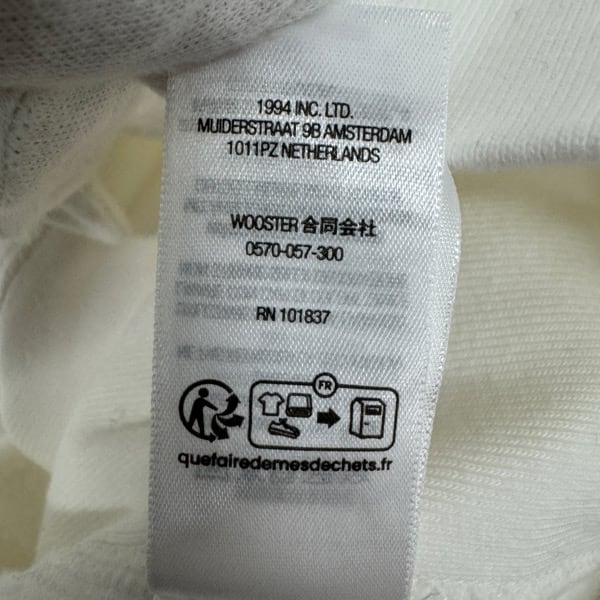 1994 INC. LTD.
MUIDERSTRAAT 9B AMSTERDAM
1011PZ NETHERLANDS
WOOSTER 合同会社
0570-057-300
RN 101837
FR
quefairedemesdechets.fr